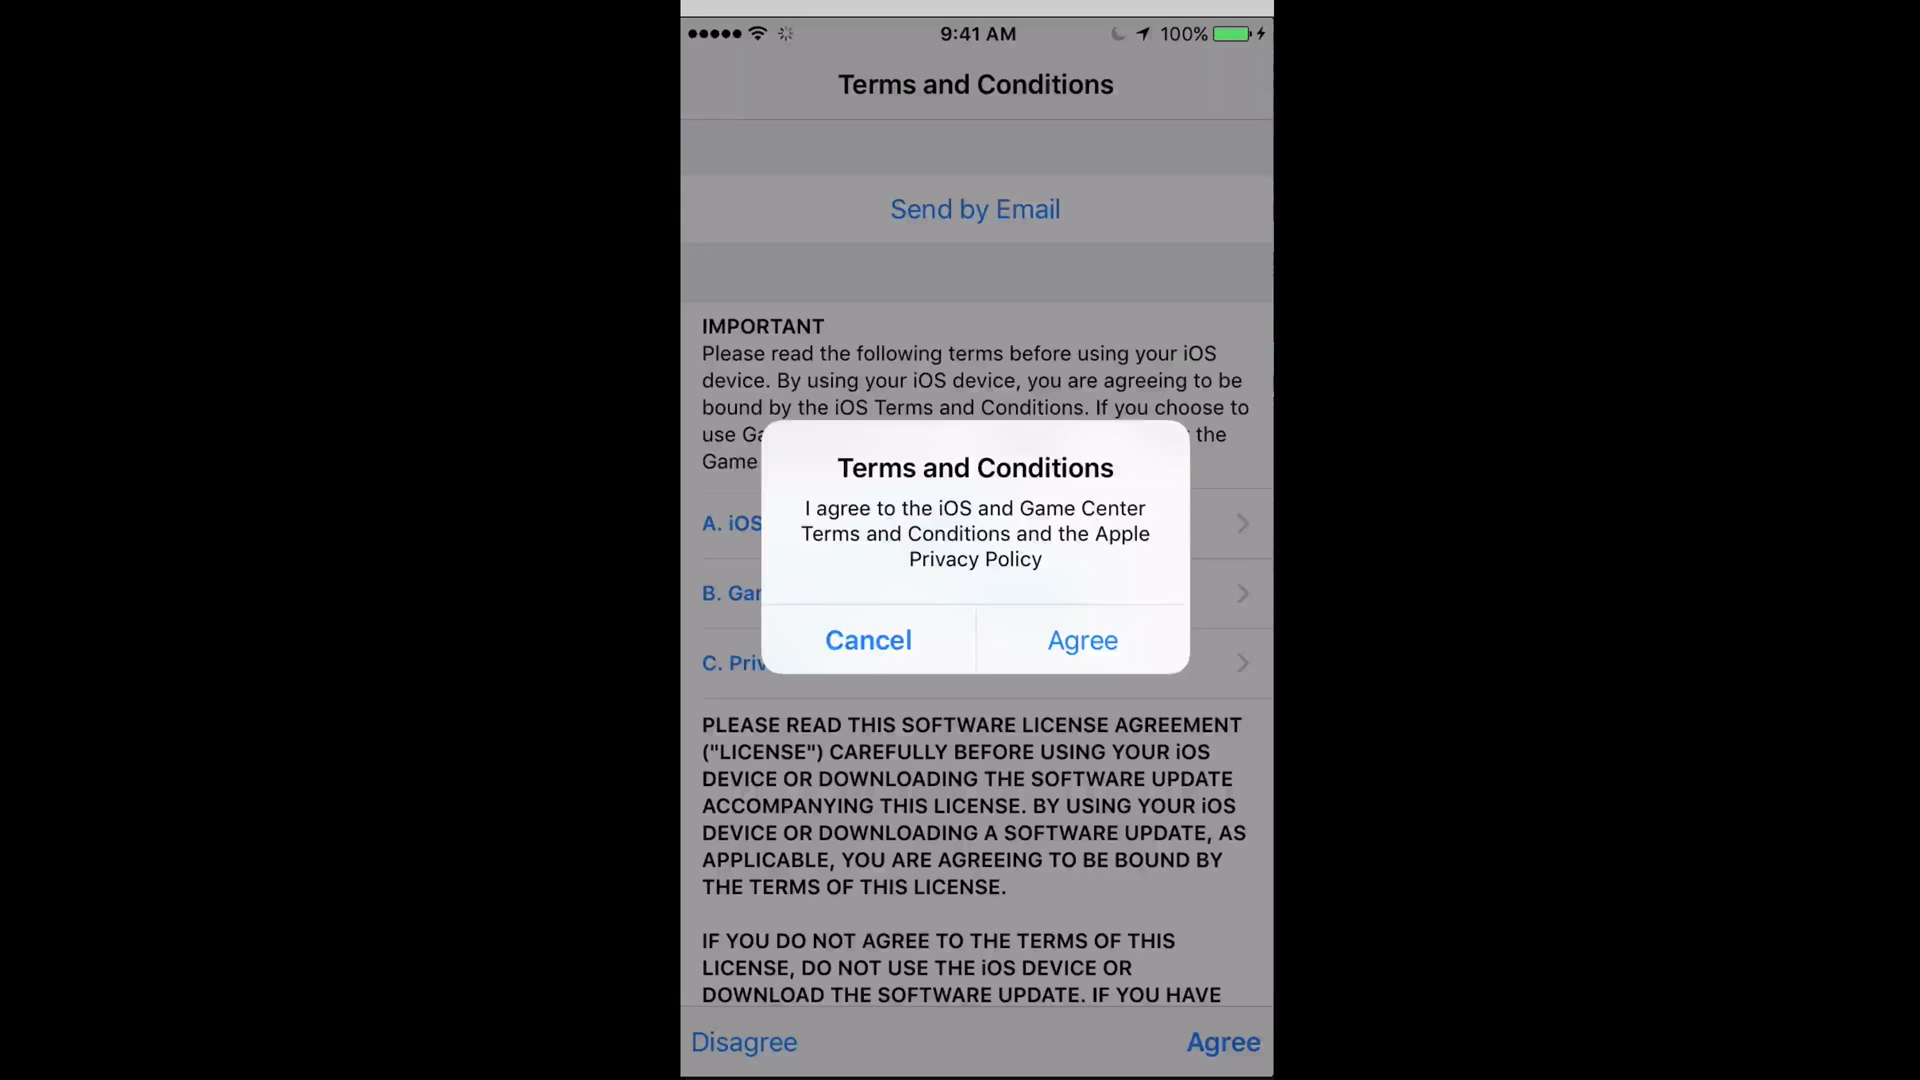 9:41 AM
100%
Terms and Conditions
Send by Email
IMPORTANT
Please read the following terms before using your iOS
device. By using your iOS device, you are agreeing to be
bound by the iOS Terms and Conditions. If you choose to
use the
Game
Terms and Conditions
I agree to the iOS and Game Center
Terms and Conditions and the Apple
Privacy Policy
Cancel
Agree
A. iOS
B.
C.
PLEASE READ THIS SOFTWARE LICENSE AGREEMENT
("LICENSE") CAREFULLY BEFORE USING YOUR iOS
DEVICE OR DOWNLOADING THE SOFTWARE UPDATE
ACCOMPANYING THIS LICENSE. BY USING YOUR iOS
DEVICE OR DOWNLOADING A SOFTWARE UPDATE, AS
APPLICABLE, YOU ARE AGREEING TO BE BOUND BY
THE TERMS OF THIS LICENSE.
IF YOU DO NOT AGREE TO THE TERMS OF THIS
LICENSE, DO NOT USE THE iOS DEVICE OR
DOWNLOAD THE SOFTWARE UPDATE. IF YOU HAVE
Disagree
Agree